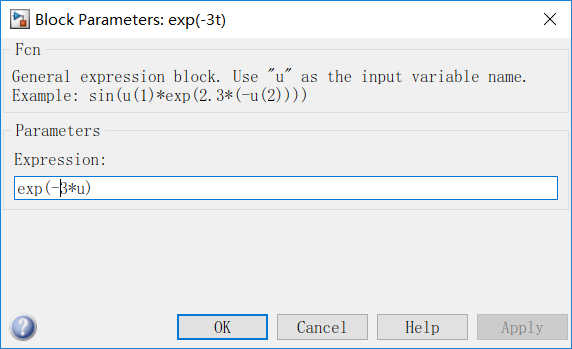 Block Parameters: exp(-3t)
Fcn
General expression block. Use "u" as the input variable name.
Example: sin(u(1)*exp(2.3*(-u(2))))
Parameters
Expression:
exp(-3*u)
OK
Cancel
Help
Apply